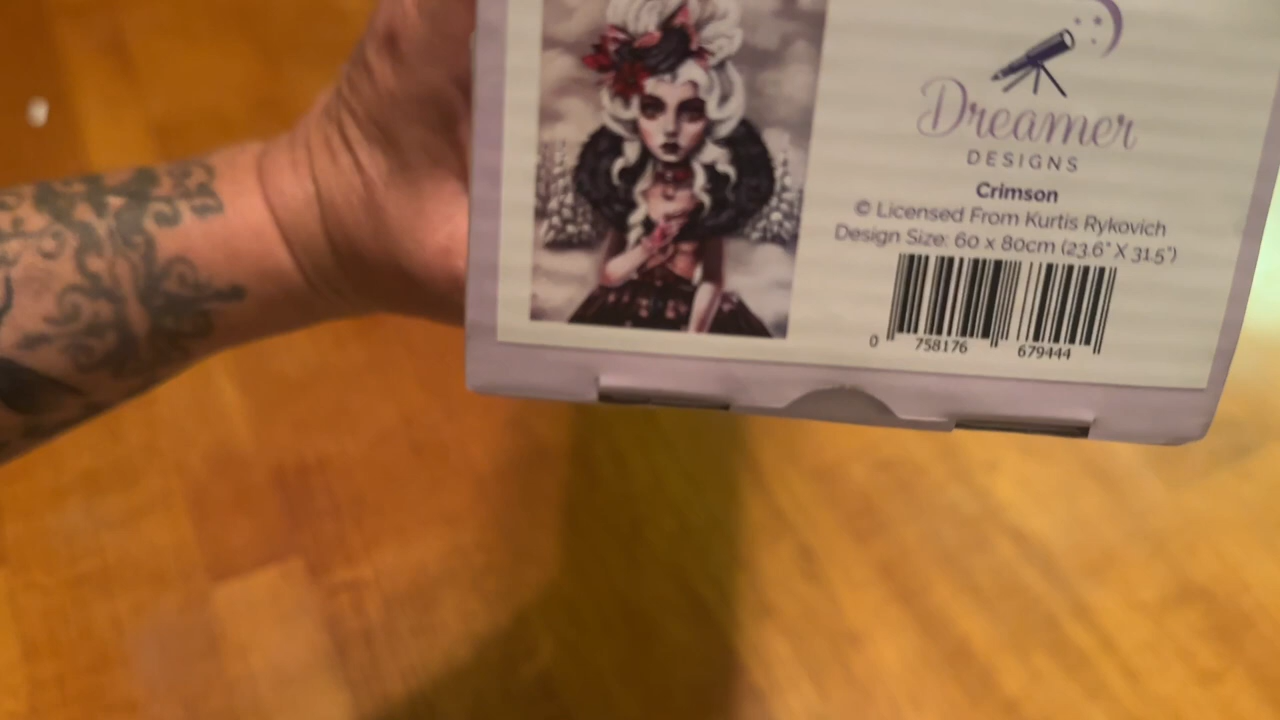 Dreamer
DESIGNS
Crimson
© Licensed From Kurtis Rykovich
Design Size: 60 x 80cm (23.6" X 31.5")
0 758176 679444